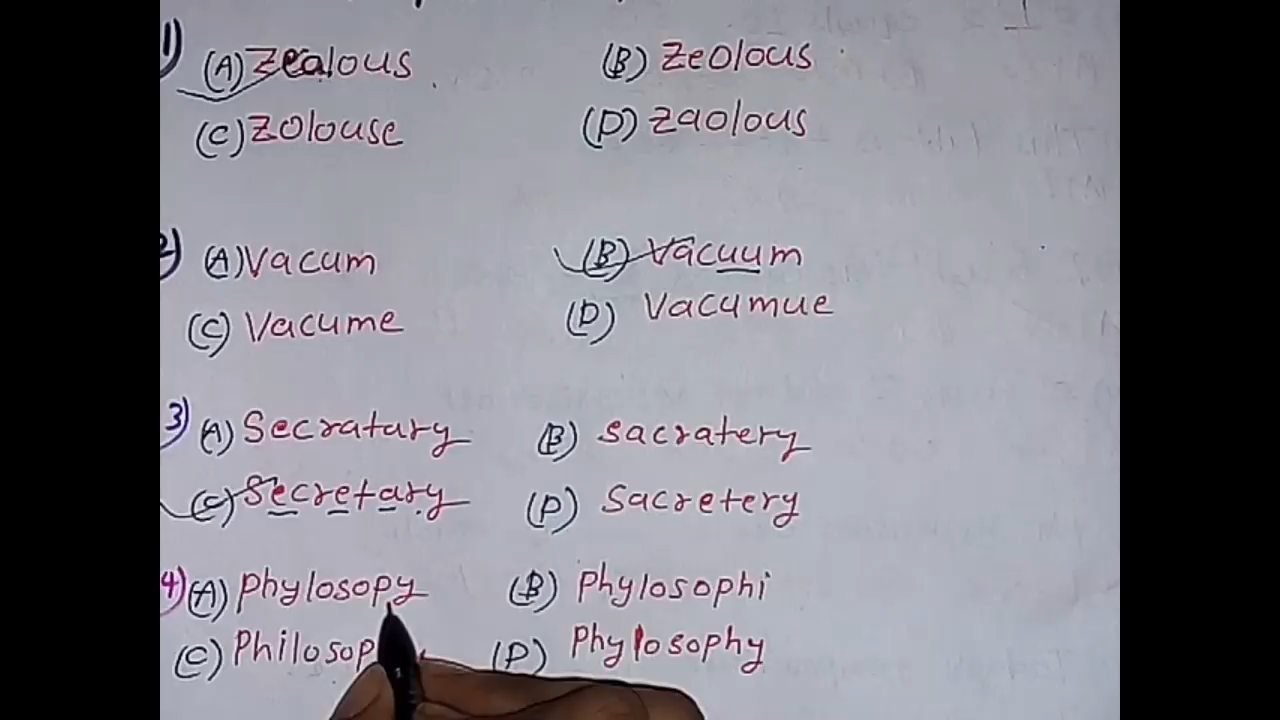 1) (A) Zealous (B) Zeolous
(C) Zolouse (D) Zaolous
2) (A) Vacum (B) Vacuum
(C) Vacume (D) Vacumue
3) (A) Secratary (B) Sacratery
(C) Secretary (D) Sacretery
4) (A) Phylosopy (B) Phylosophi
(C) (D) Phylosophy